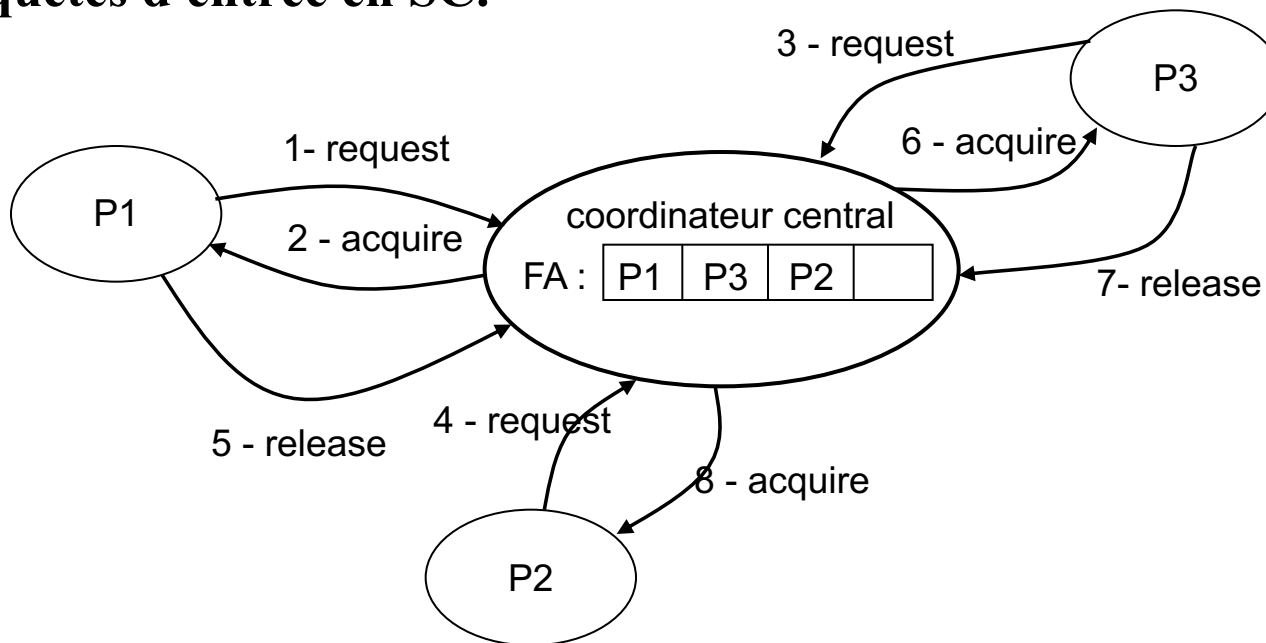 quêtes d'entrée en SC.
3 - request
P3
1- request
6 - acquire
P1
coordinateur central
2 - acquire
FA : P1 P3 P2
7- release
4 - request
5 - release
8 - acquire
P2